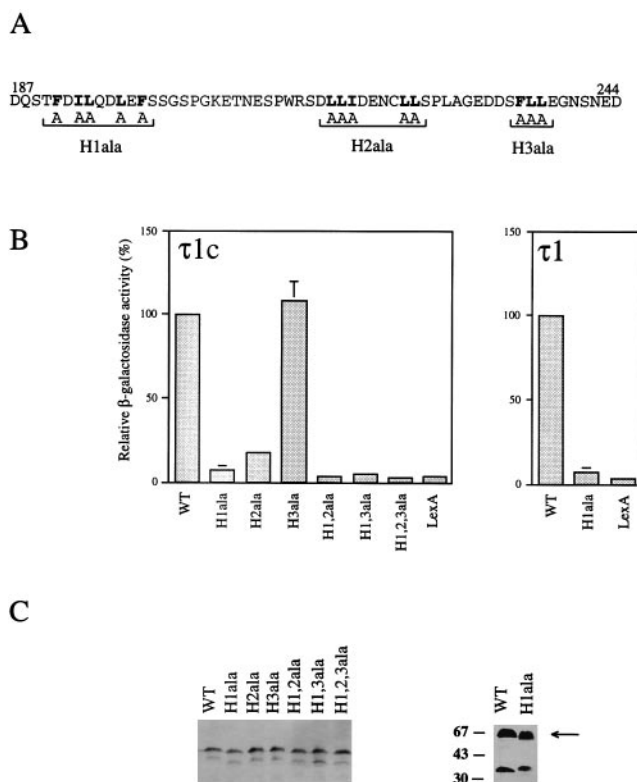 A
187
244
DQSTFDILQDLEFSSGSPGKETNESPWRSDLLIDENCLLSPLAGEDDSFLLEGNSNED
A AA A A AAA AA AAA
H1ala H2ala H3ala
B
τ1c
Relative β-galactosidase activity (%)
150
100
50
0
WT
H1ala
H2ala
H3ala
H1,2ala
H1,3ala
H1,2,3ala
LexA
τ1
150
100
50
0
WT
H1ala
LexA
C
WT
H1ala
H2ala
H3ala
H1,2ala
H1,3ala
H1,2,3ala
WT
H1ala
67 –
43 –
30 –